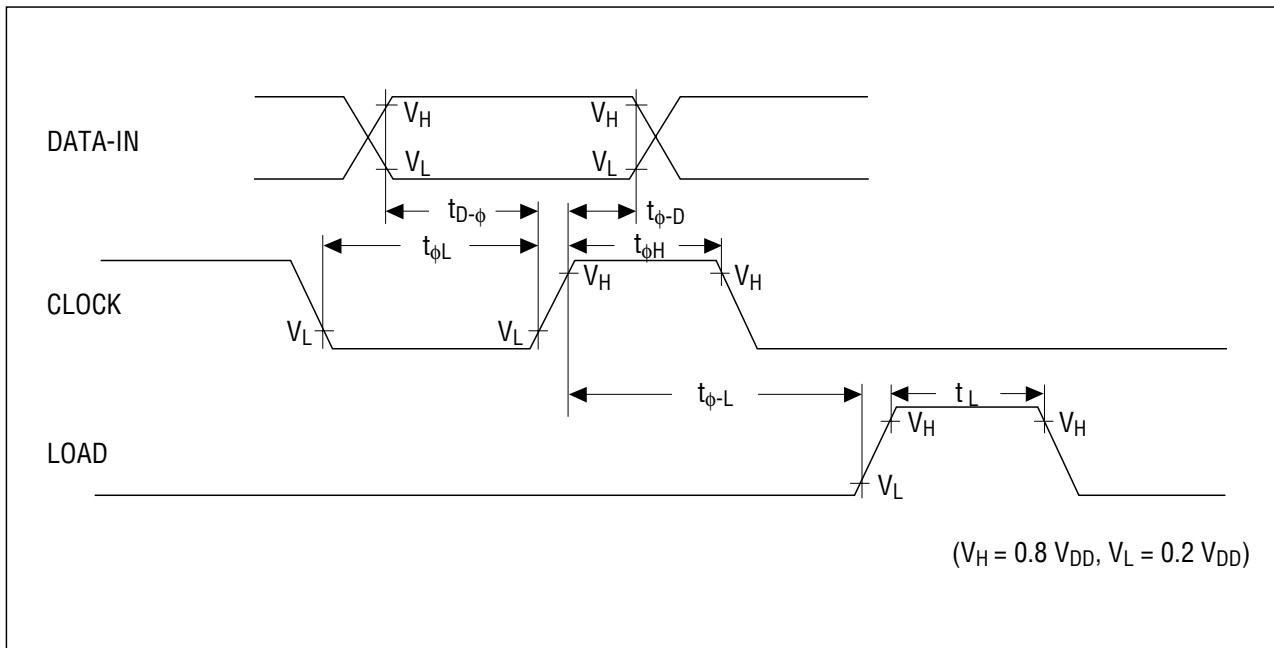 DATA-IN
V_H V_H
V_L V_L
t_D-ϕ t_ϕ-D
t_ϕL t_ϕH
CLOCK
V_H V_H
V_L V_L
t_ϕ-L t_L
LOAD
V_H V_H
V_L
(V_H = 0.8 V_DD, V_L = 0.2 V_DD)